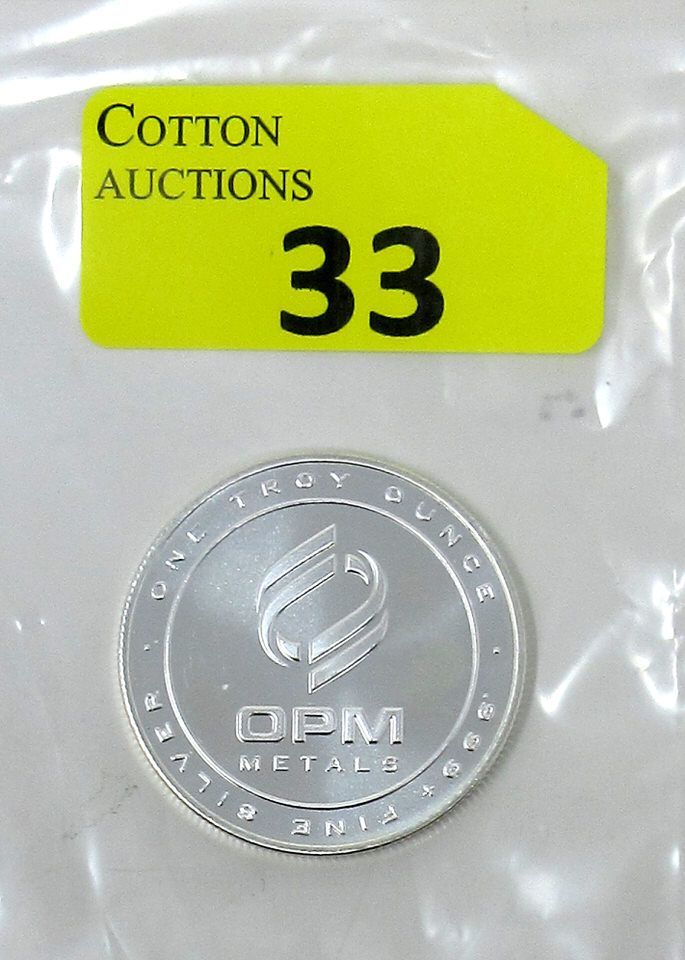 COTTON
AUCTIONS
33
ONE TROY OUNCE
OPM
METALS
.999+ FINE SILVER